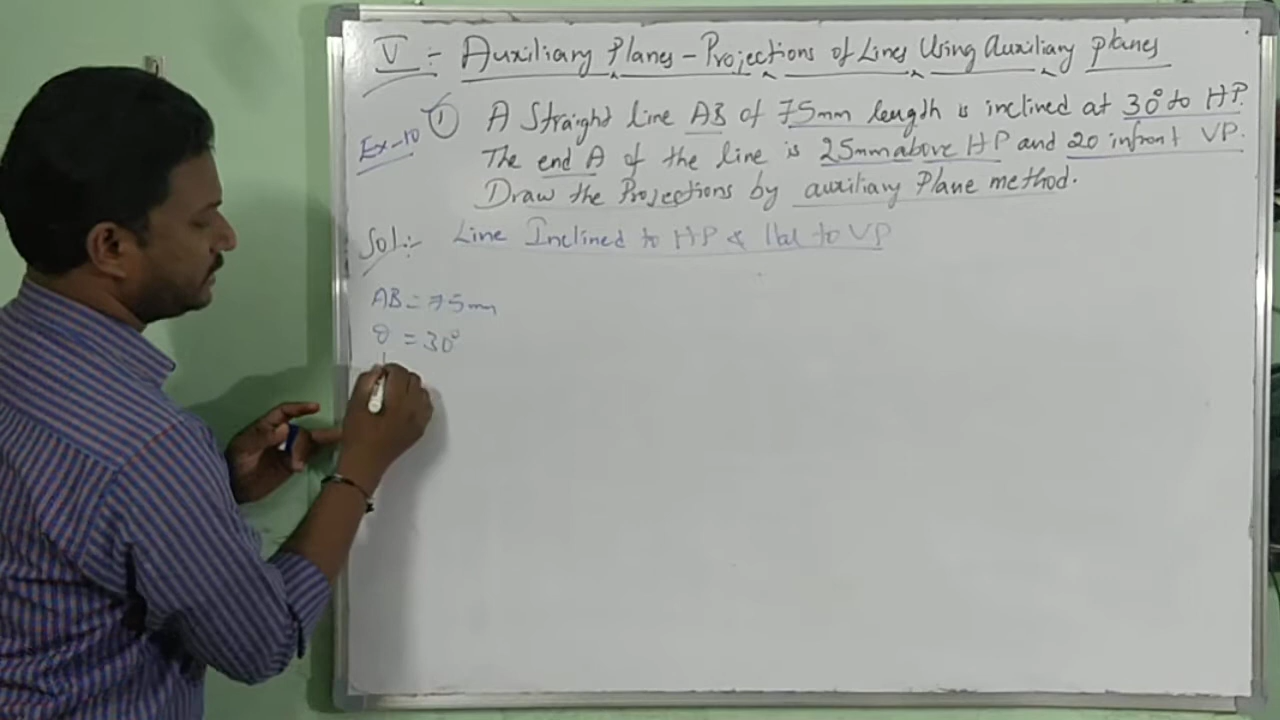 V :- Auxiliary Planes - Projections of Lines Using Auxiliary planes
Ex-10 1) A Straight line AB of 75mm length is inclined at 30° to HP.
The end A of the line is 25mm above HP and 20 infront VP.
Draw the Projections by auxiliary Plane method.
Sol:- Line Inclined to HP & llal to VP
AB = 75mm
θ = 30°